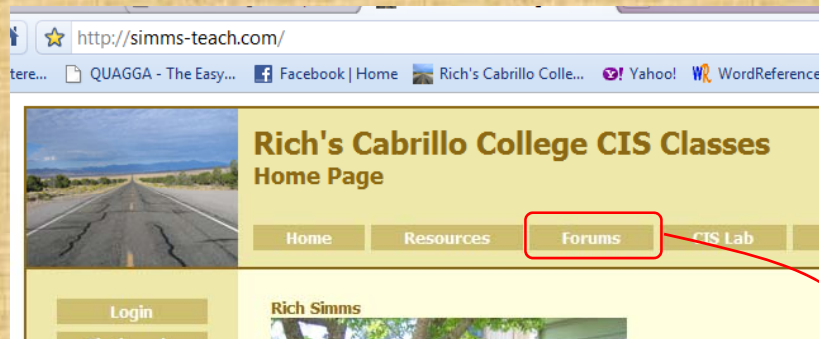 http://simms-teach.com/
tere... QUAGGA - The Easy... Facebook | Home Rich's Cabrillo Colle... Yahoo! WordReference
Rich's Cabrillo College CIS Classes
Home Page
Home Resources Forums CIS Lab
Login
Rich Simms